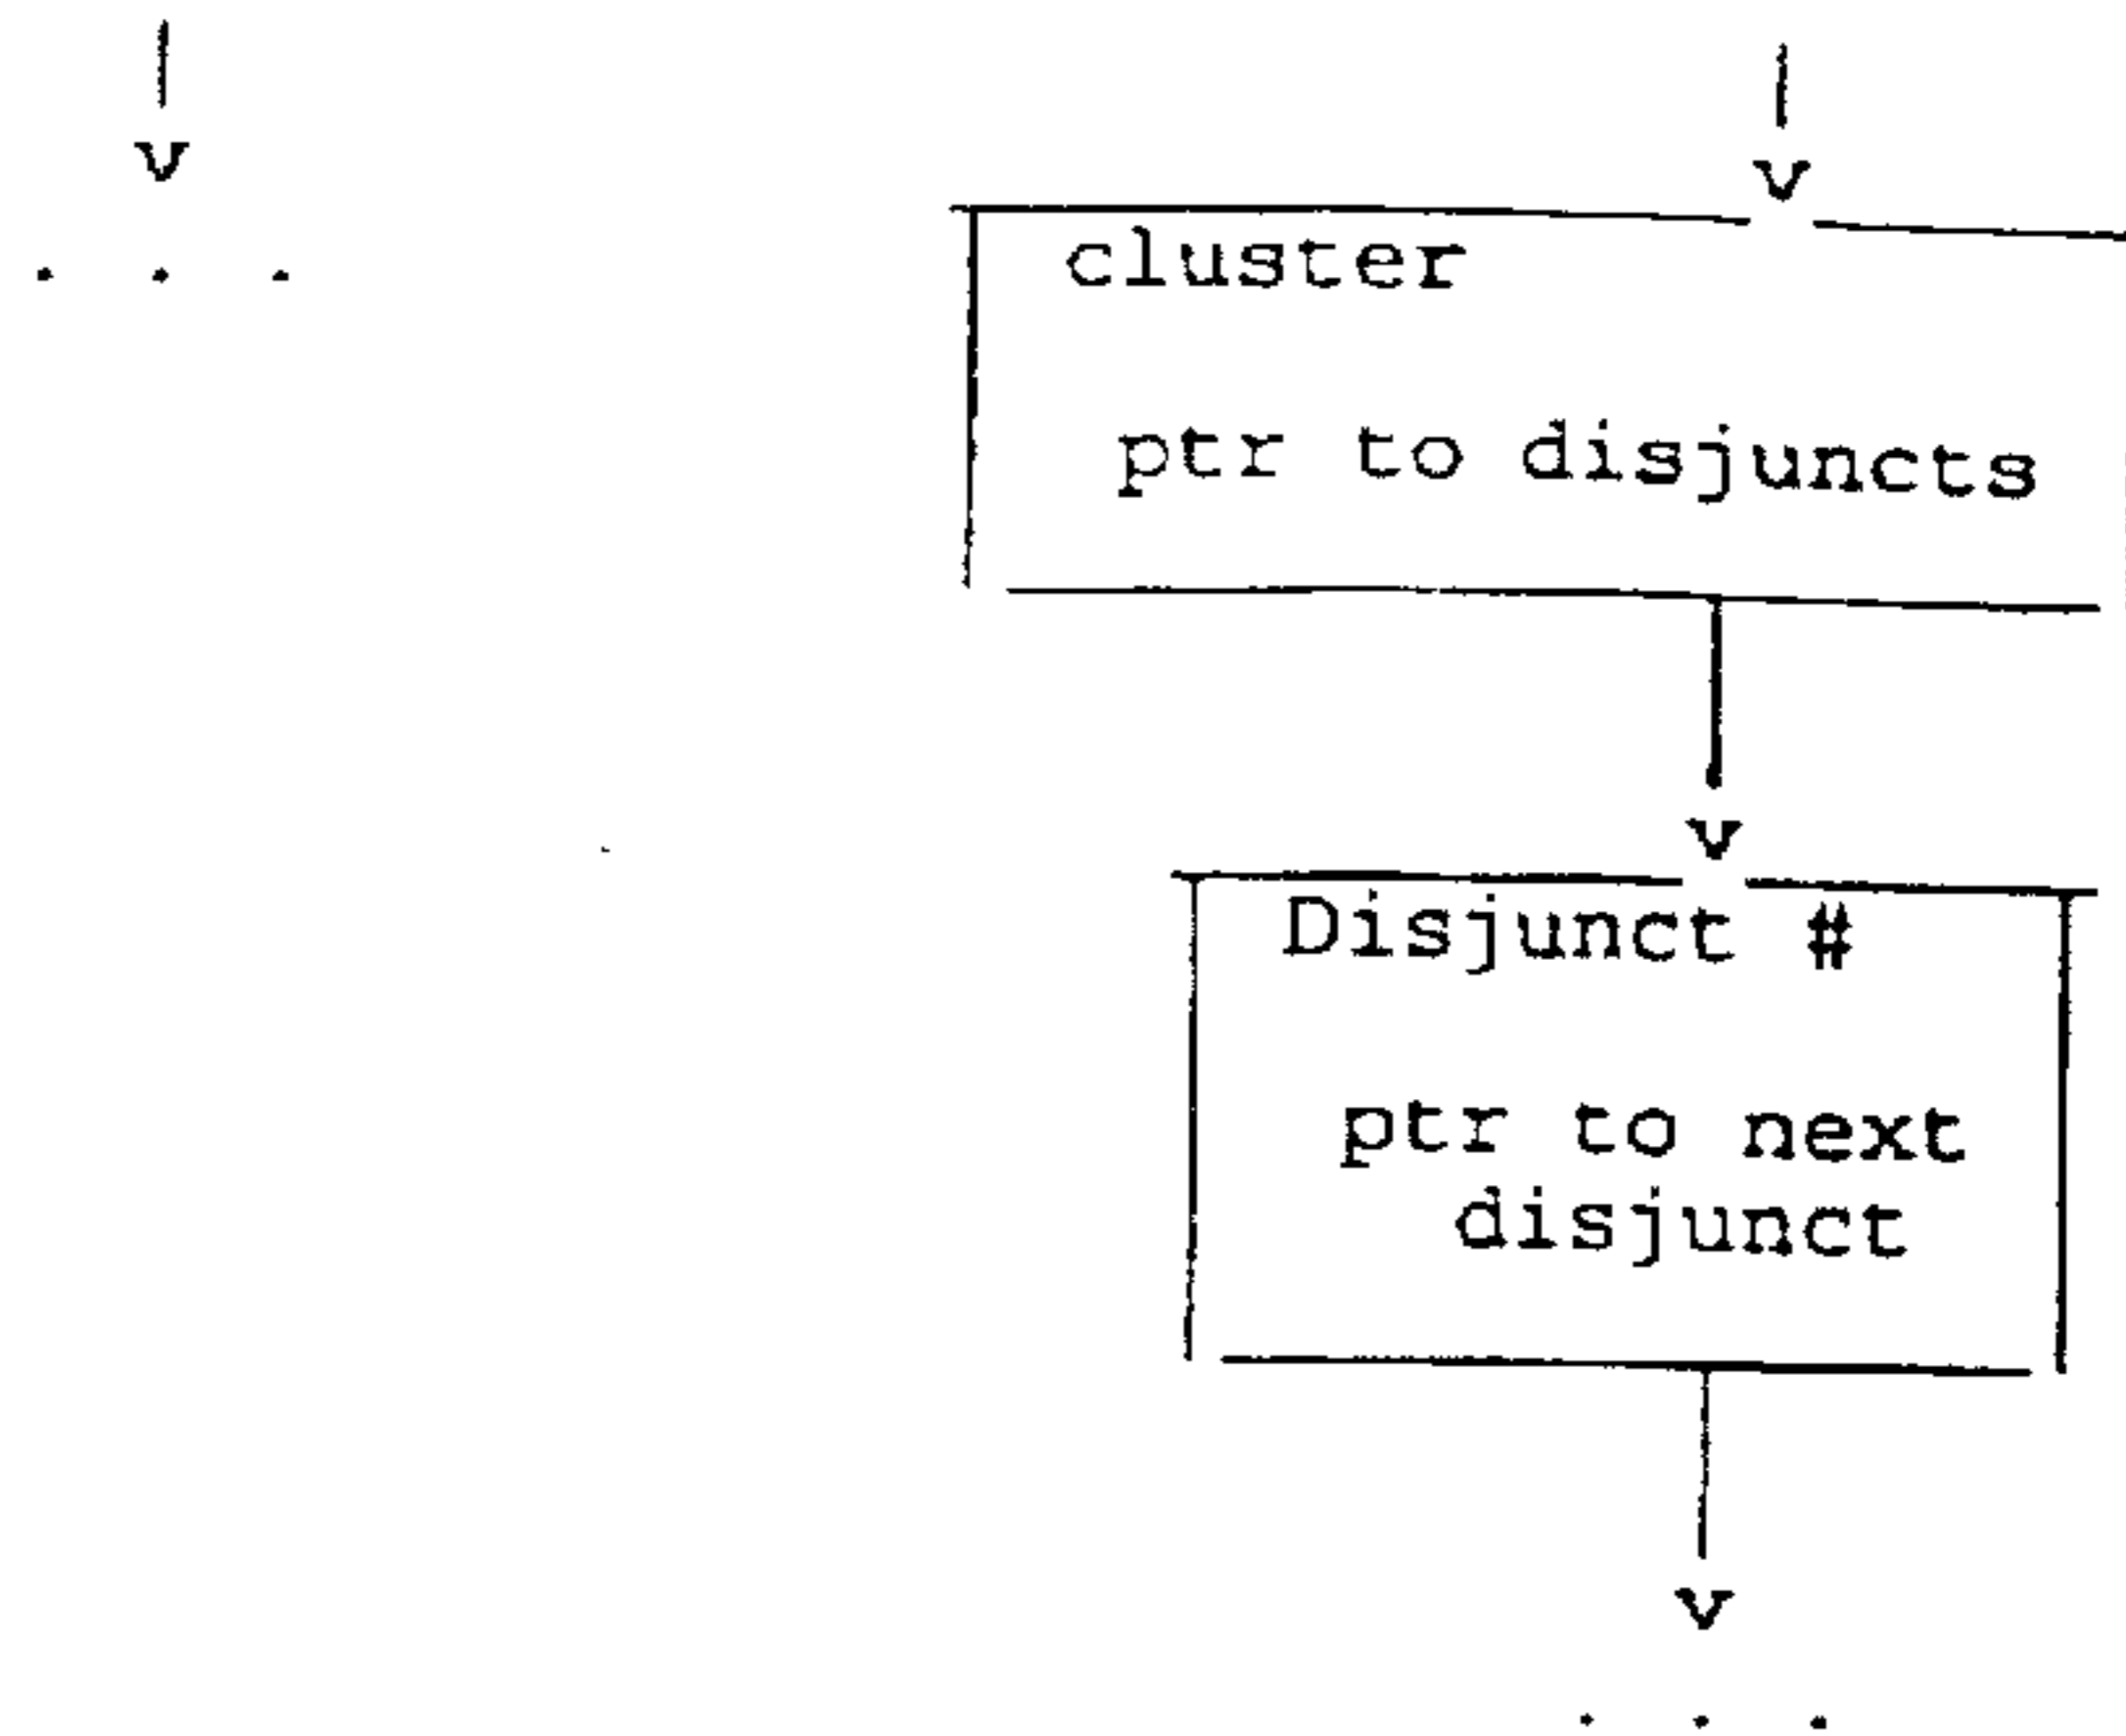 v
v
. . .
cluster
ptr to disjuncts
v
Disjunct #
ptr to next
disjunct
v
. . .